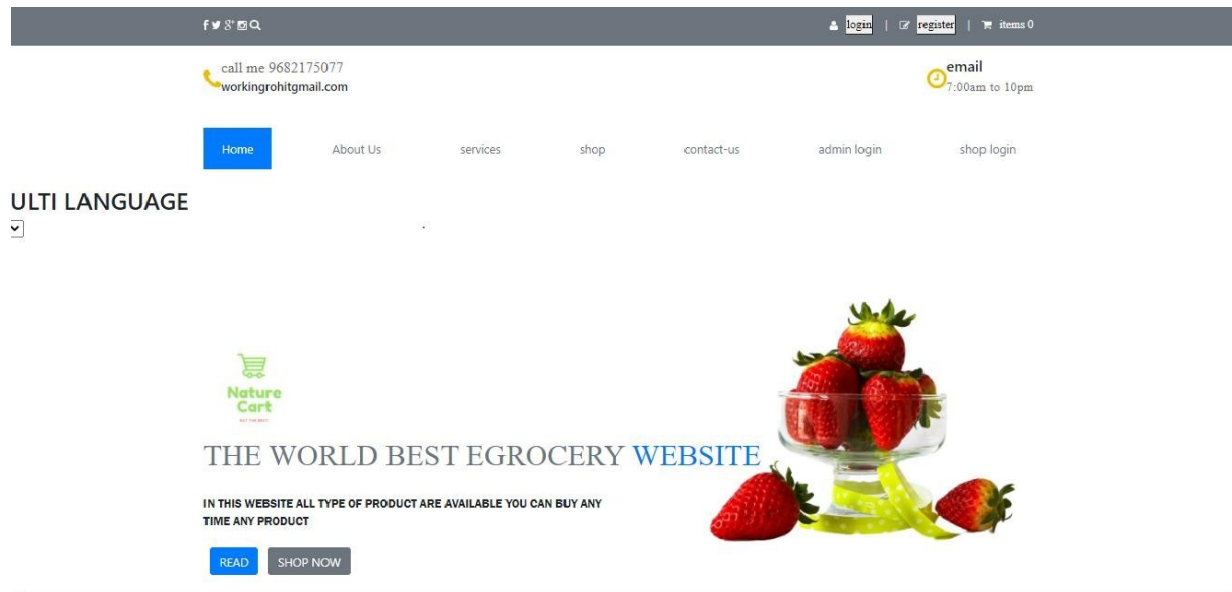 login | register | items 0
call me 9682175077
workingrohitgmail.com
email
7:00am to 10pm
Home About Us services shop contact-us admin login shop login
ULTI LANGUAGE
Nature
Cart
THE WORLD BEST EGROCERY WEBSITE
IN THIS WEBSITE ALL TYPE OF PRODUCT ARE AVAILABLE YOU CAN BUY ANY
TIME ANY PRODUCT
READ SHOP NOW